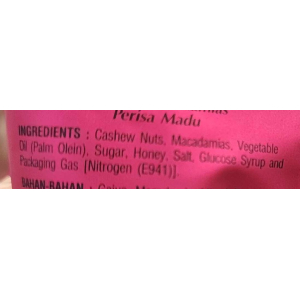 Perisa Madu
INGREDIENTS : Cashew Nuts, Macadamias, Vegetable
Oil (Palm Olein), Sugar, Honey, Salt, Glucose Syrup and
Packaging Gas [Nitrogen (E941)].
BAHAN-BAHAN :